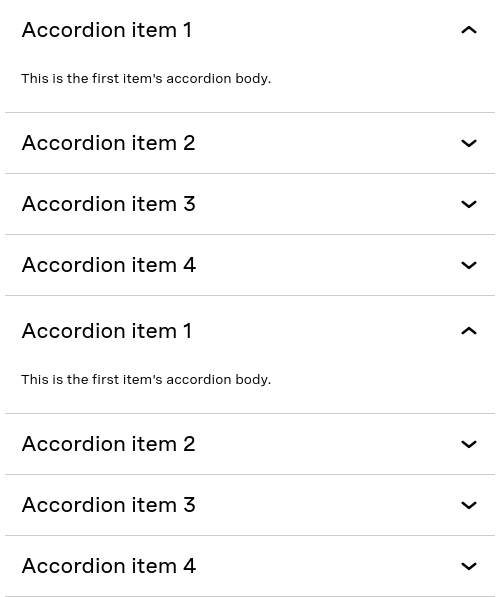 Accordion item 1
This is the first item's accordion body.
Accordion item 2
Accordion item 3
Accordion item 4
Accordion item 1
This is the first item's accordion body.
Accordion item 2
Accordion item 3
Accordion item 4